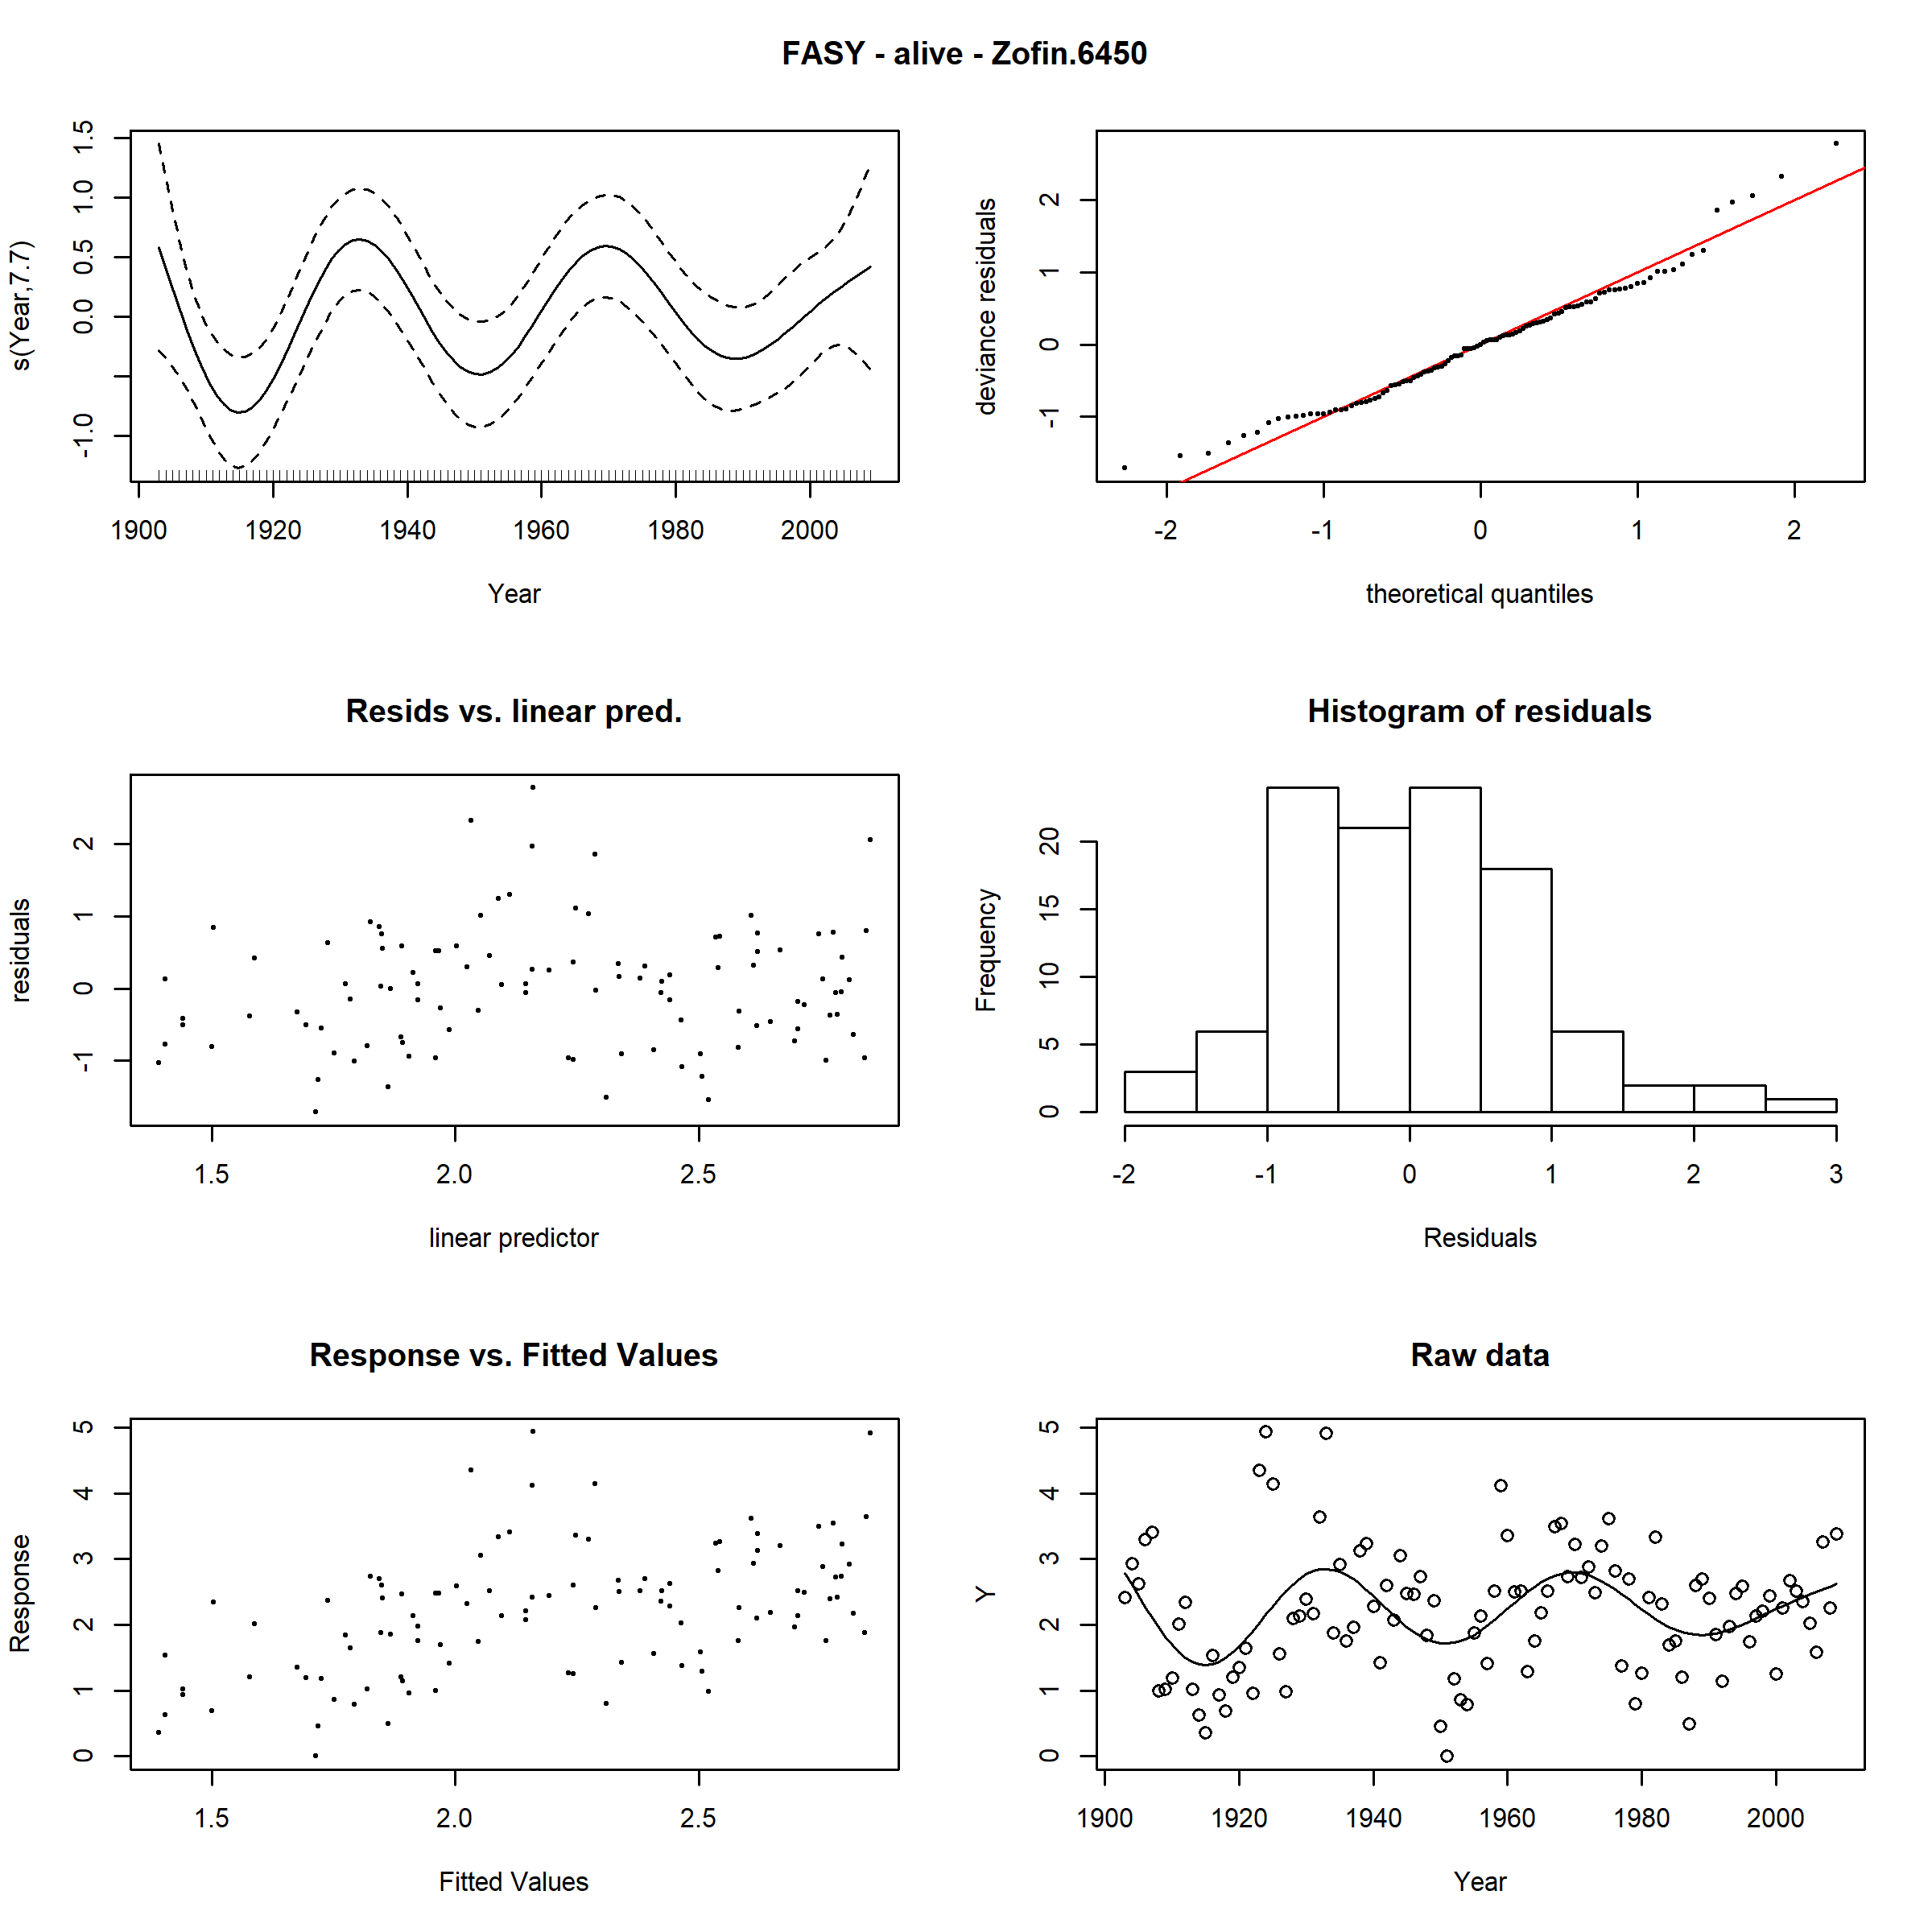 FASY - alive - Zofin.6450
s(Year,7.7)
1.5
1.0
0.5
0.0
-1.0
1900 1920 1940 1960 1980 2000
Year
deviance residuals
2
1
0
-1
-2 -1 0 1 2
theoretical quantiles
Resids vs. linear pred.
residuals
2
1
0
-1
1.5 2.0 2.5
linear predictor
Histogram of residuals
Frequency
20
15
10
5
0
-2 -1 0 1 2 3
Residuals
Response vs. Fitted Values
Response
5
4
3
2
1
0
1.5 2.0 2.5
Fitted Values
Raw data
Y
5
4
3
2
1
0
1900 1920 1940 1960 1980 2000
Year